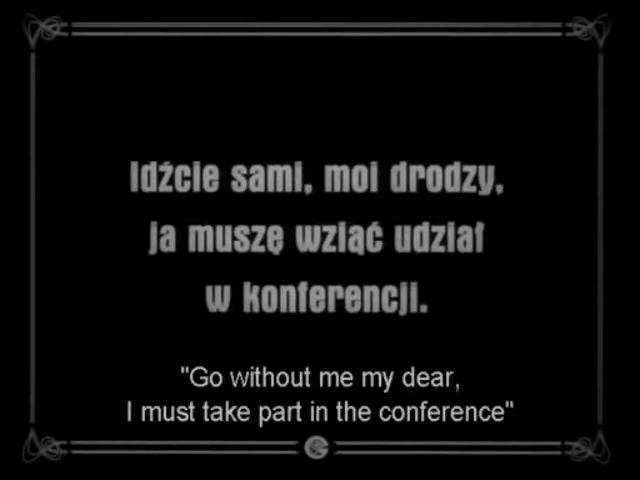 Idźcie sami, moi drodzy,
ja muszę wziąć udział
w konferencji.
"Go without me my dear,
I must take part in the conference"